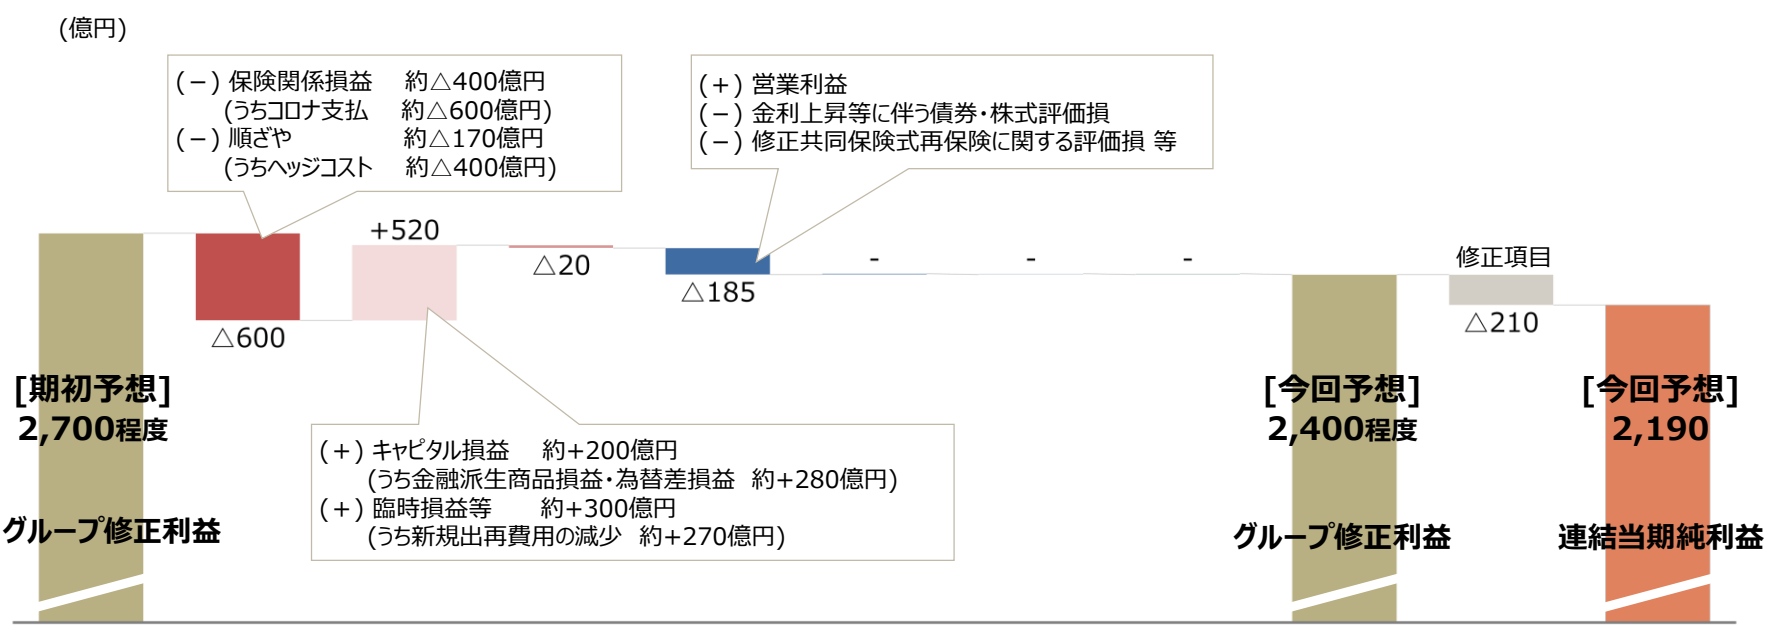 (億円)
(－) 保険関係損益 約△400億円
(うちコロナ支払 約△600億円)
(－) 順ざや 約△170億円
(うちヘッジコスト 約△400億円)
(＋) 営業利益
(－) 金利上昇等に伴う債券・株式評価損
(－) 修正共同保険式再保険に関する評価損 等
+520
△600
△20
△185
-
-
-
修正項目
△210
[期初予想]
2,700程度
グループ修正利益
(＋) キャピタル損益 約+200億円
(うち金融派生商品損益・為替差損益 約+280億円)
(＋) 臨時損益等 約+300億円
(うち新規出再費用の減少 約+270億円)
[今回予想]
2,400程度
グループ修正利益
[今回予想]
2,190
連結当期純利益